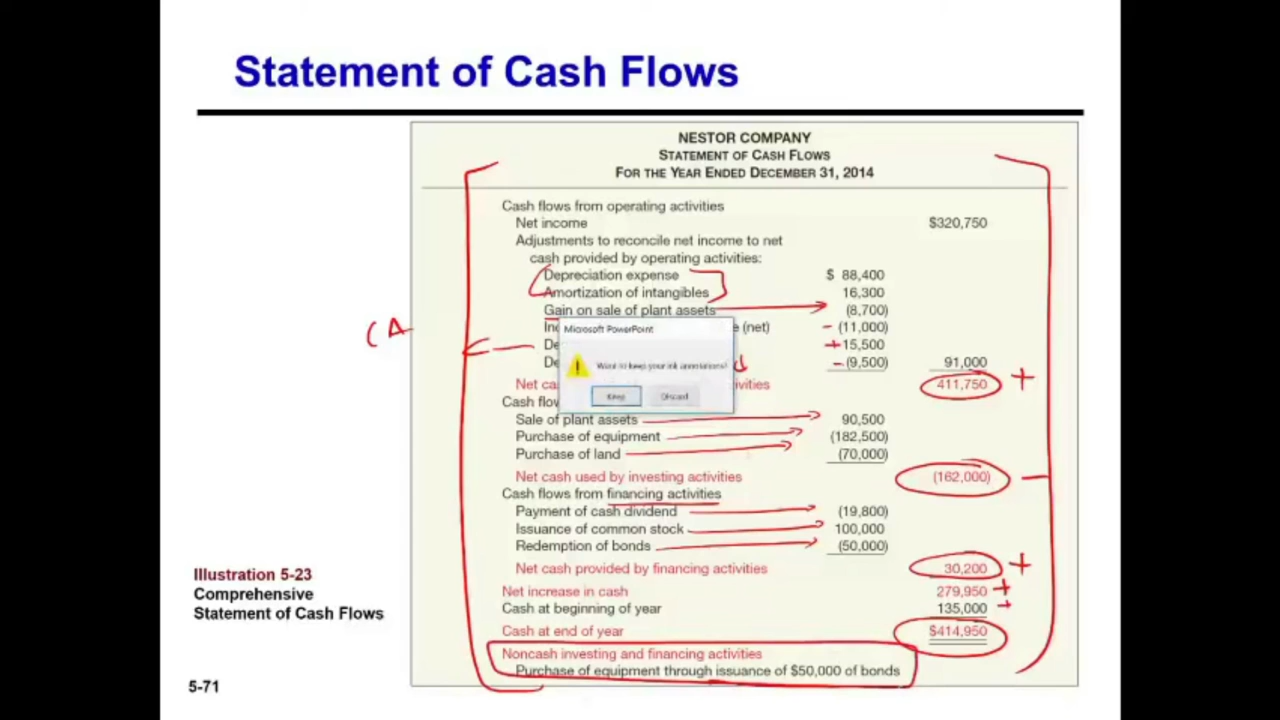 Statement of Cash Flows
NESTOR COMPANY
STATEMENT OF CASH FLOWS
FOR THE YEAR ENDED DECEMBER 31, 2014
Cash flows from operating activities
Net income $320,750
Adjustments to reconcile net income to net
cash provided by operating activities:
Depreciation expense $ 88,400
Amortization of intangibles 16,300
Gain on sale of plant assets (8,700)
(net) - (11,000)
+ 15,500
- (9,500) 91,000
Net 411,750 +
Microsoft PowerPoint
Want to keep your ink annotations?
Keep Discard
Cash
Sale of plant assets 90,500
Purchase of equipment (182,500)
Purchase of land (70,000)
Net cash used by investing activities (162,000) -
Cash flows from financing activities
Payment of cash dividend (19,800)
Issuance of common stock 100,000
Redemption of bonds (50,000)
Net cash provided by financing activities 30,200 +
Net increase in cash 279,950 +
Cash at beginning of year 135,000 +
Cash at end of year $414,950
Noncash investing and financing activities
Purchase of equipment through issuance of $50,000 of bonds
Illustration 5-23
Comprehensive
Statement of Cash Flows
5-71